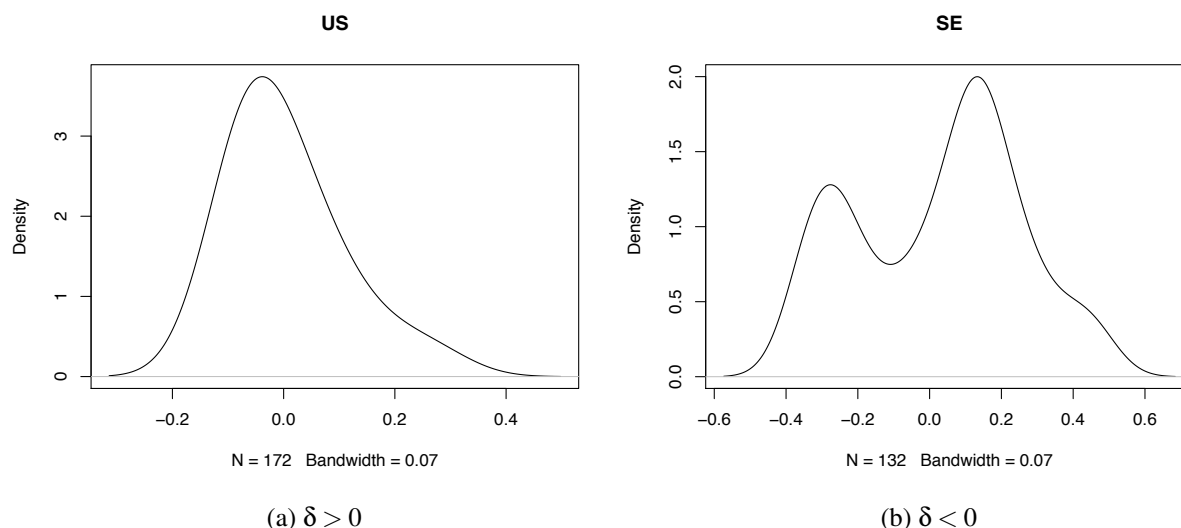 US
Density
0
1
2
3
−0.2
0.0
0.2
0.4
N = 172 Bandwidth = 0.07
(a) δ > 0
SE
Density
0.0
0.5
1.0
1.5
2.0
−0.6
−0.4
−0.2
0.0
0.2
0.4
0.6
N = 132 Bandwidth = 0.07
(b) δ < 0